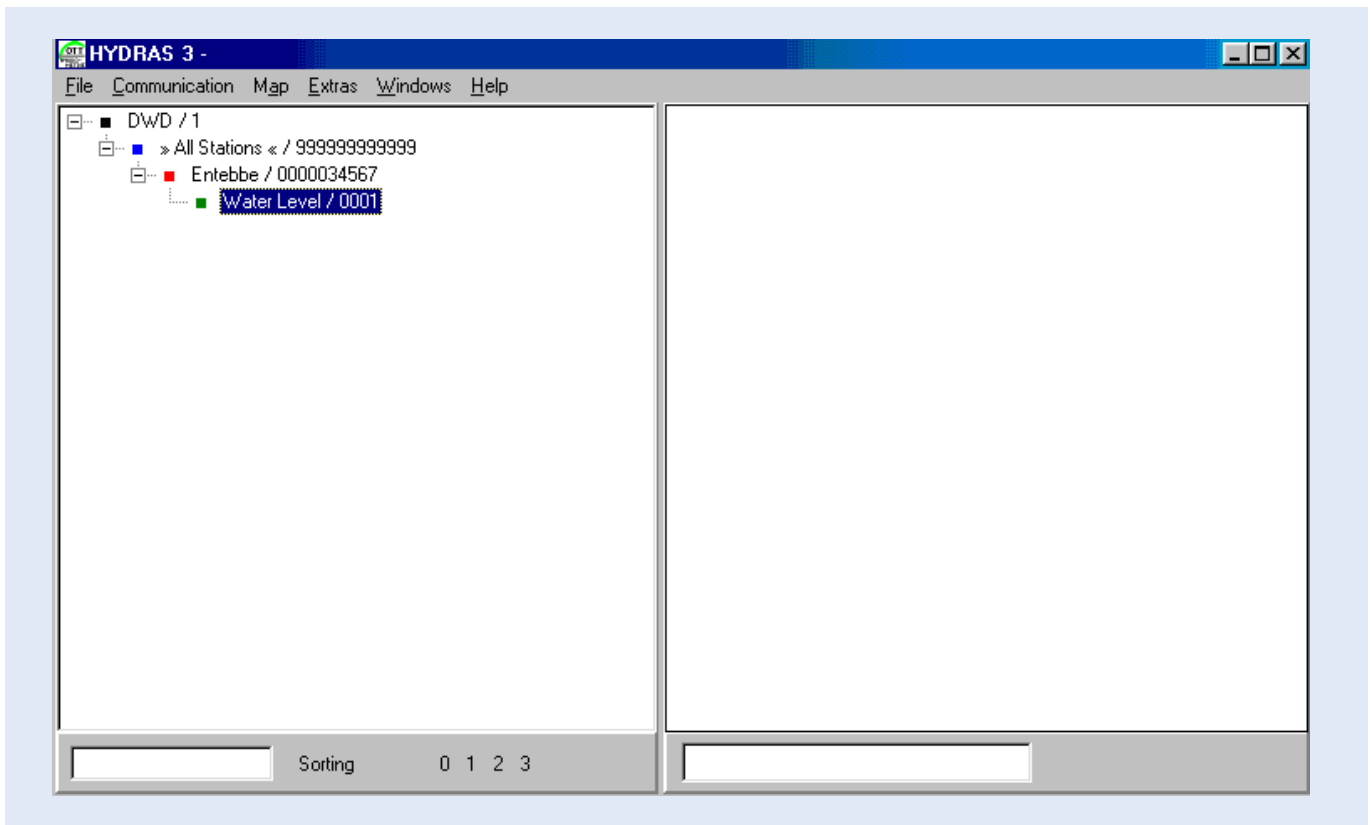 HYDRAS 3 -
File Communication Map Extras Windows Help
DWD / 1
» All Stations « / 999999999999
Entebbe / 0000034567
Water Level / 0001
Sorting 0 1 2 3